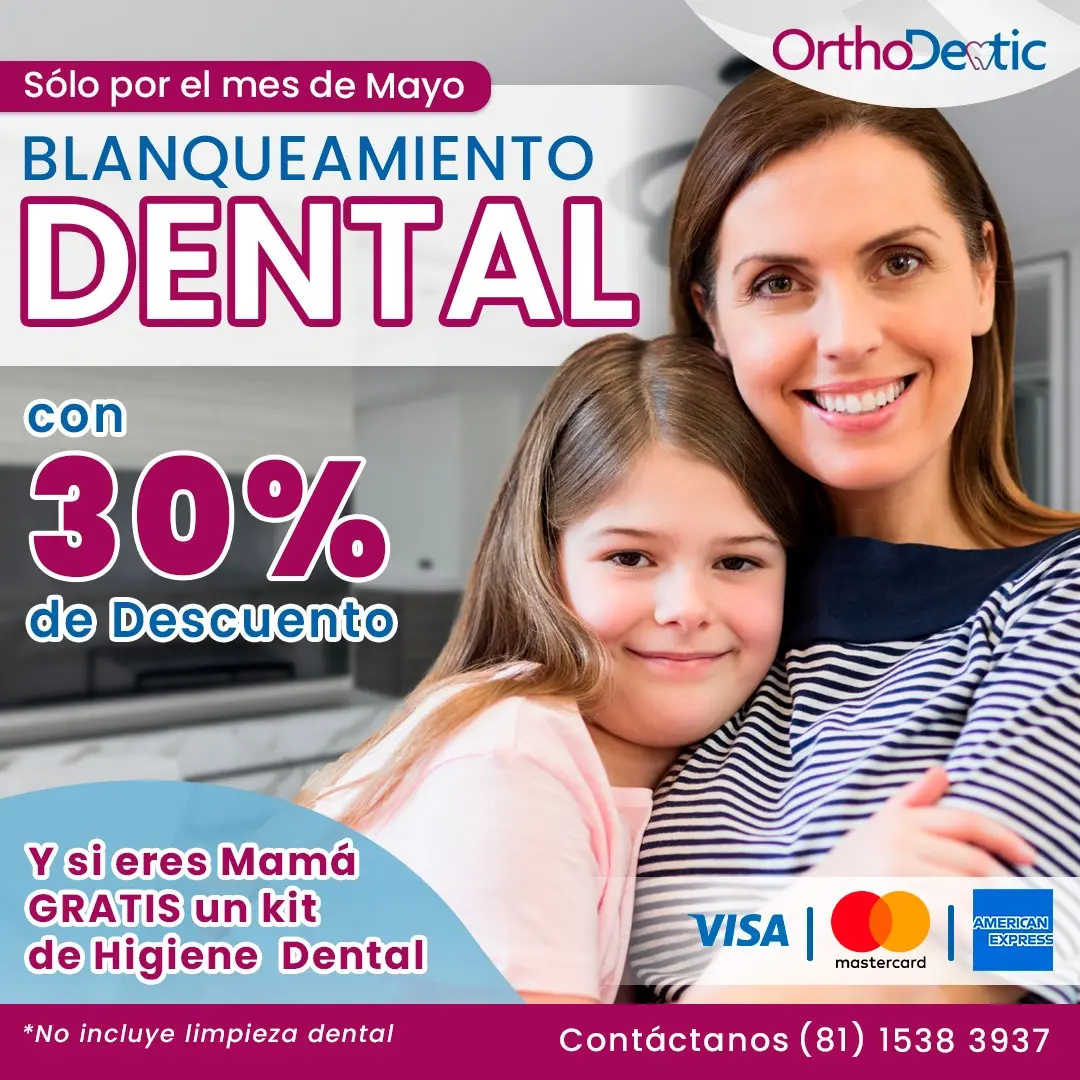 OrthoDentic
Sólo por el mes de Mayo
BLANQUEAMIENTO
DENTAL
con
30%
de Descuento
Y si eres Mamá
GRATIS un kit
de Higiene Dental
VISA
mastercard
AMERICAN
EXPRESS
*No incluye limpieza dental
Contáctanos (81) 1538 3937